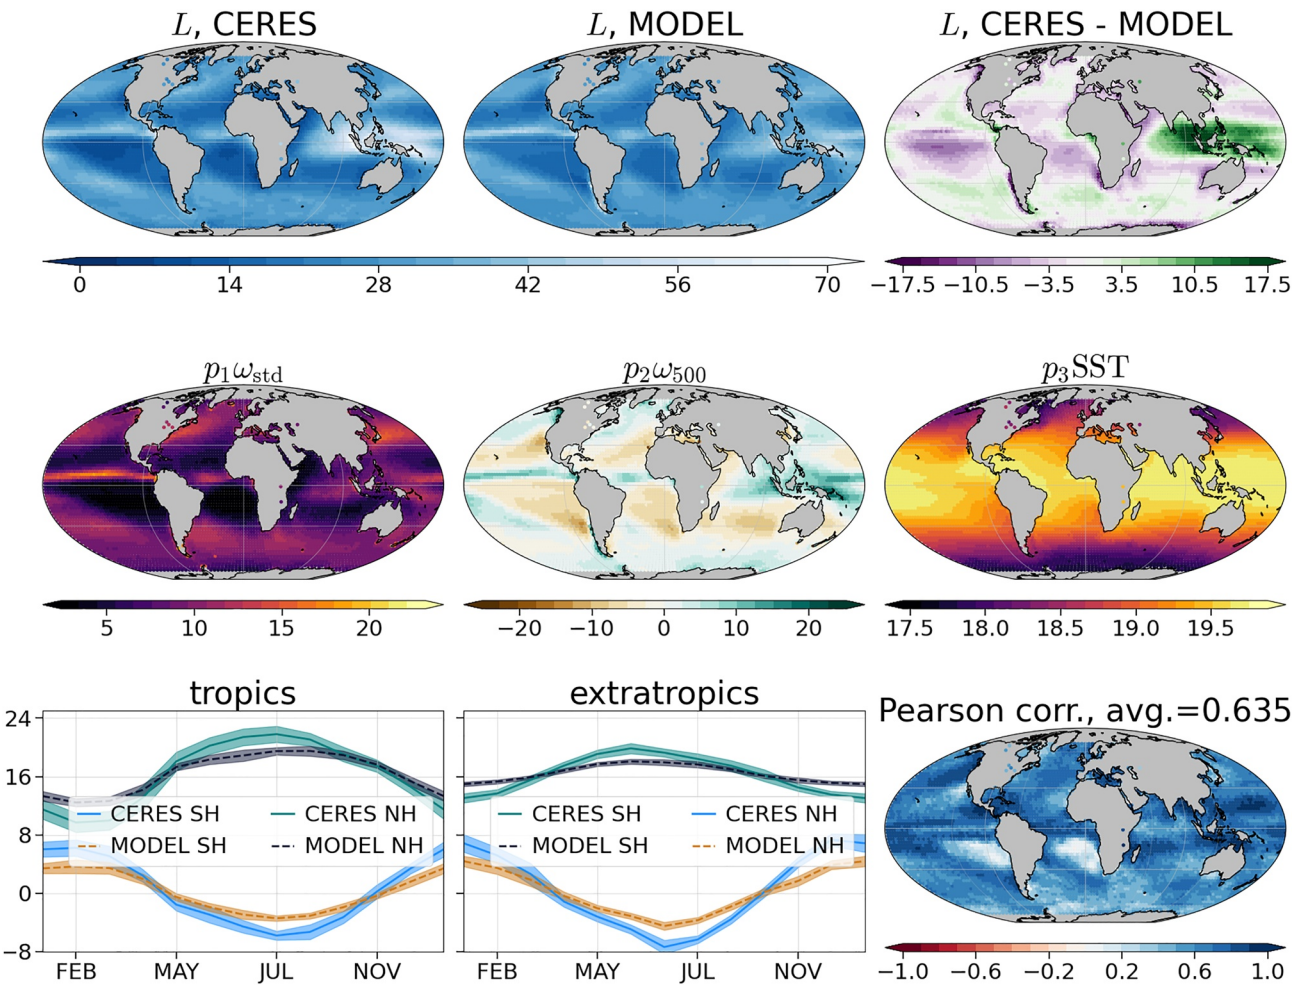 L, CERES
L, MODEL
L, CERES - MODEL
0 14 28 42 56 70
−17.5 −10.5 −3.5 3.5 10.5 17.5
p₁ω_std
p₂ω₅₀₀
p₃SST
5 10 15 20
−20 −10 0 10 20
17.5 18.0 18.5 19.0 19.5
tropics
extratropics
Pearson corr., avg.=0.635
24
16
8
0
−8
CERES SH
CERES NH
MODEL SH
MODEL NH
CERES SH
CERES NH
MODEL SH
MODEL NH
FEB MAY JUL NOV
FEB MAY JUL NOV
−1.0 −0.6 −0.2 0.2 0.6 1.0